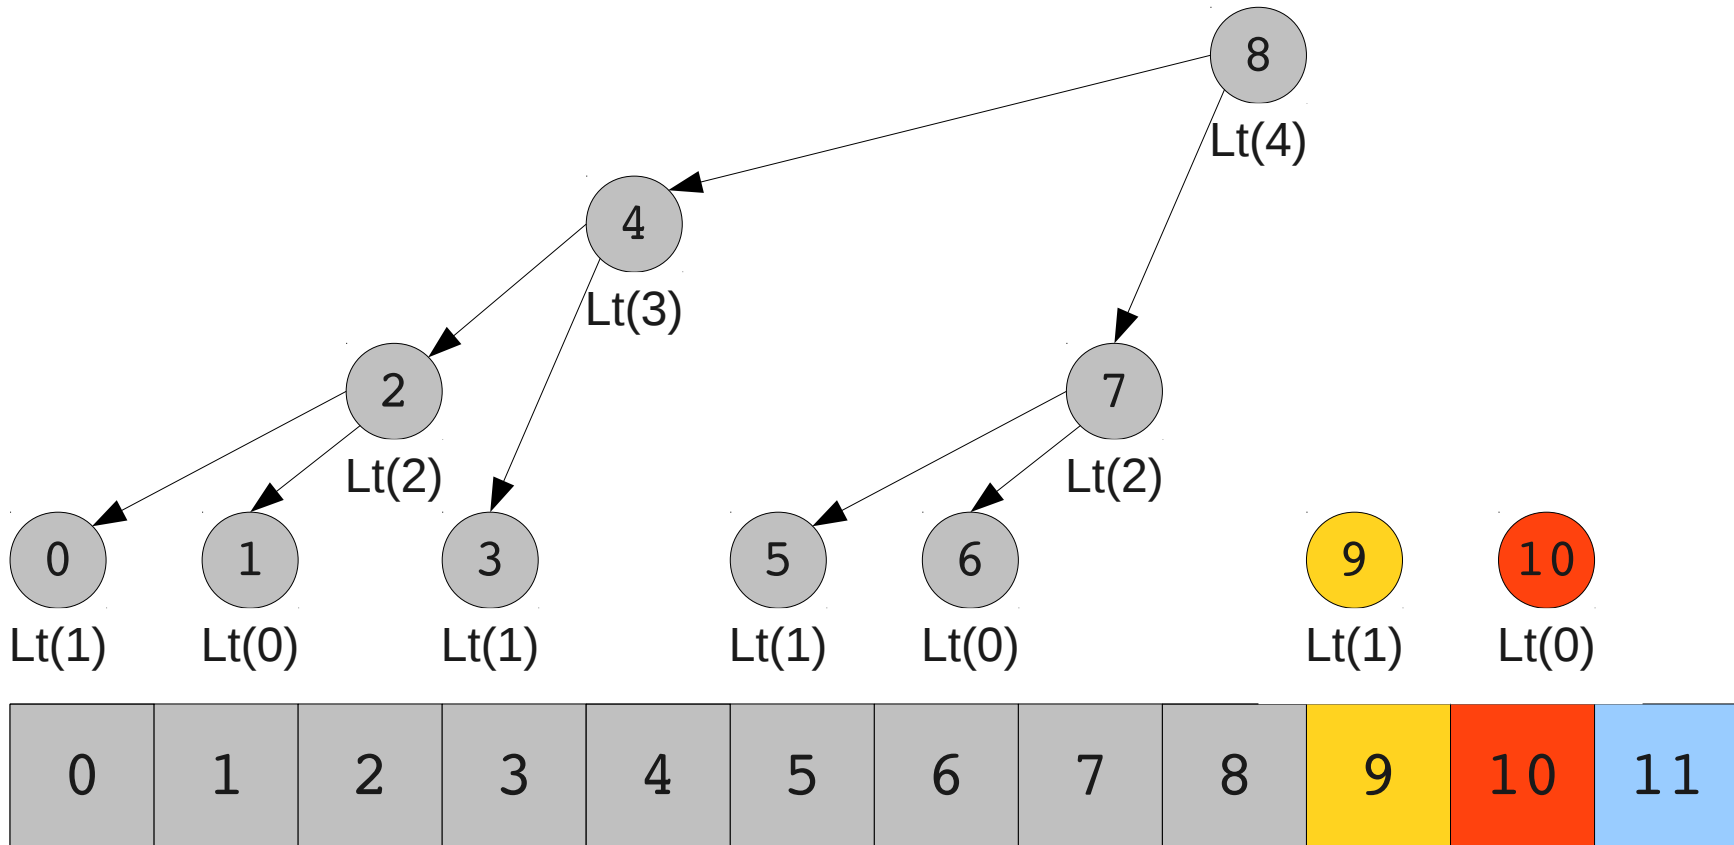 8
Lt(4)
4
Lt(3)
2 7
Lt(2) Lt(2)
0 1 3 5 6 9 10
Lt(1) Lt(0) Lt(1) Lt(1) Lt(0) Lt(1) Lt(0)
0 1 2 3 4 5 6 7 8 9 10 11